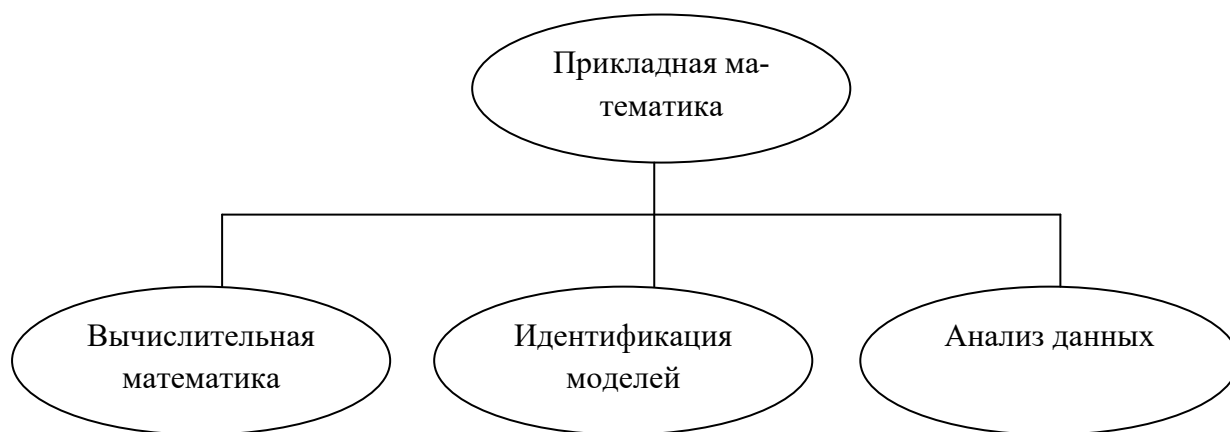 Прикладная ма-
тематика
Вычислительная
математика
Идентификация
моделей
Анализ данных